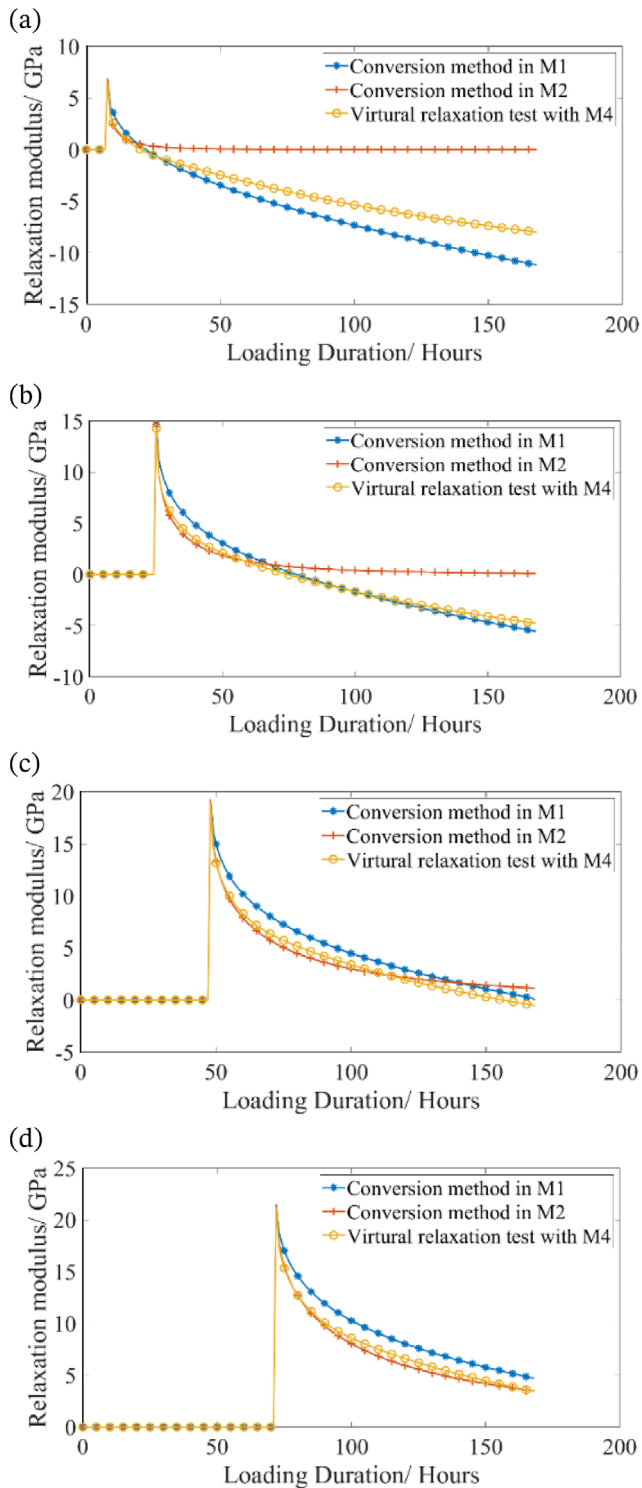 (a)
Relaxation modulus/ GPa
10
5
0
-5
-10
-15
Conversion method in M1
Conversion method in M2
Virtural relaxation test with M4
0 50 100 150 200
Loading Duration/ Hours
(b)
Relaxation modulus/ GPa
15
10
5
0
-5
-10
Conversion method in M1
Conversion method in M2
Virtural relaxation test with M4
0 50 100 150 200
Loading Duration/ Hours
(c)
Relaxation modulus/ GPa
20
15
10
5
0
-5
Conversion method in M1
Conversion method in M2
Virtural relaxation test with M4
0 50 100 150 200
Loading Duration/ Hours
(d)
Relaxation modulus/ GPa
25
20
15
10
5
0
Conversion method in M1
Conversion method in M2
Virtural relaxation test with M4
0 50 100 150 200
Loading Duration/ Hours